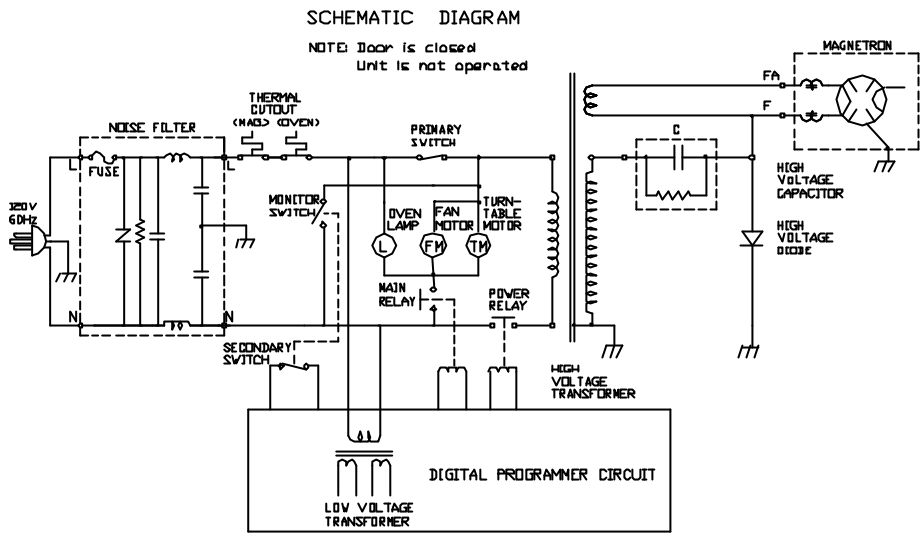 SCHEMATIC DIAGRAM
NOTE: Door is closed
Unit is not operated
MAGNETRON
FA
F
THERMAL
CUTOUT
(MAG.) (OVEN)
NOISE FILTER
PRIMARY
SWITCH
C
L
FUSE
L
HIGH
VOLTAGE
CAPACITOR
120V
60Hz
MONITOR
SWITCH
OVEN
LAMP
FAN
MOTOR
TURN-
TABLE
MOTOR
L
FM
TM
HIGH
VOLTAGE
DIODE
MAIN
RELAY
POWER
RELAY
N
N
SECONDARY
SWITCH
HIGH
VOLTAGE
TRANSFORMER
DIGITAL PROGRAMMER CIRCUIT
LOW VOLTAGE
TRANSFORMER